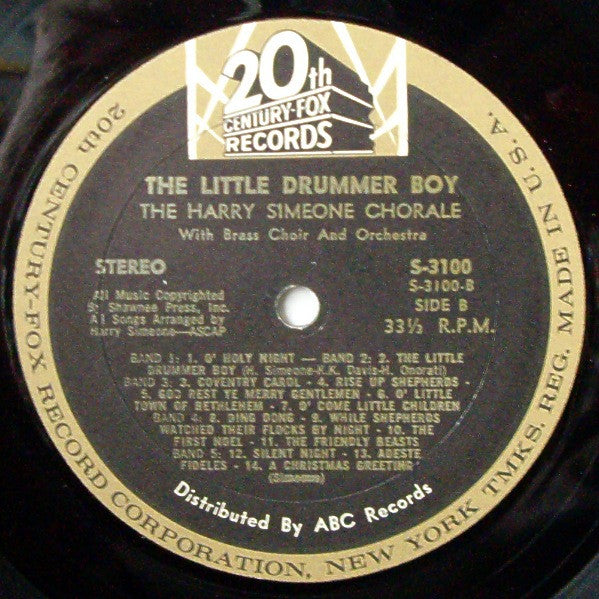 20th
CENTURY-FOX
RECORDS
THE LITTLE DRUMMER BOY
THE HARRY SIMEONE CHORALE
With Brass Choir And Orchestra
STEREO
All Music Copyrighted
By Shawnee Press, Inc.
All Songs Arranged by
Harry Simeone—ASCAP
S-3100
S-3100-B
SIDE B
33⅓ R.P.M.
BAND 1: 1. O' HOLY NIGHT — BAND 2: 2. THE LITTLE
DRUMMER BOY (H. Simeone-K.K. Davis-H. Onorati)
BAND 3: 3. COVENTRY CAROL - 4. RISE UP SHEPHERDS -
5. GOD REST YE MERRY GENTLEMEN - 6. O' LITTLE
TOWN OF BETHLEHEM - 7. O' COME LITTLE CHILDREN
BAND 4: 8. DING DONG - 9. WHILE SHEPHERDS
WATCHED THEIR FLOCKS BY NIGHT - 10. THE
FIRST NOEL - 11. THE FRIENDLY BEASTS
BAND 5: 12. SILENT NIGHT - 13. ADESTE
FIDELES - 14. A CHRISTMAS GREETING
(Simeone)
Distributed By ABC Records
20th CENTURY-FOX RECORD CORPORATION, NEW YORK TMKS. REG. MADE IN U.S.A.